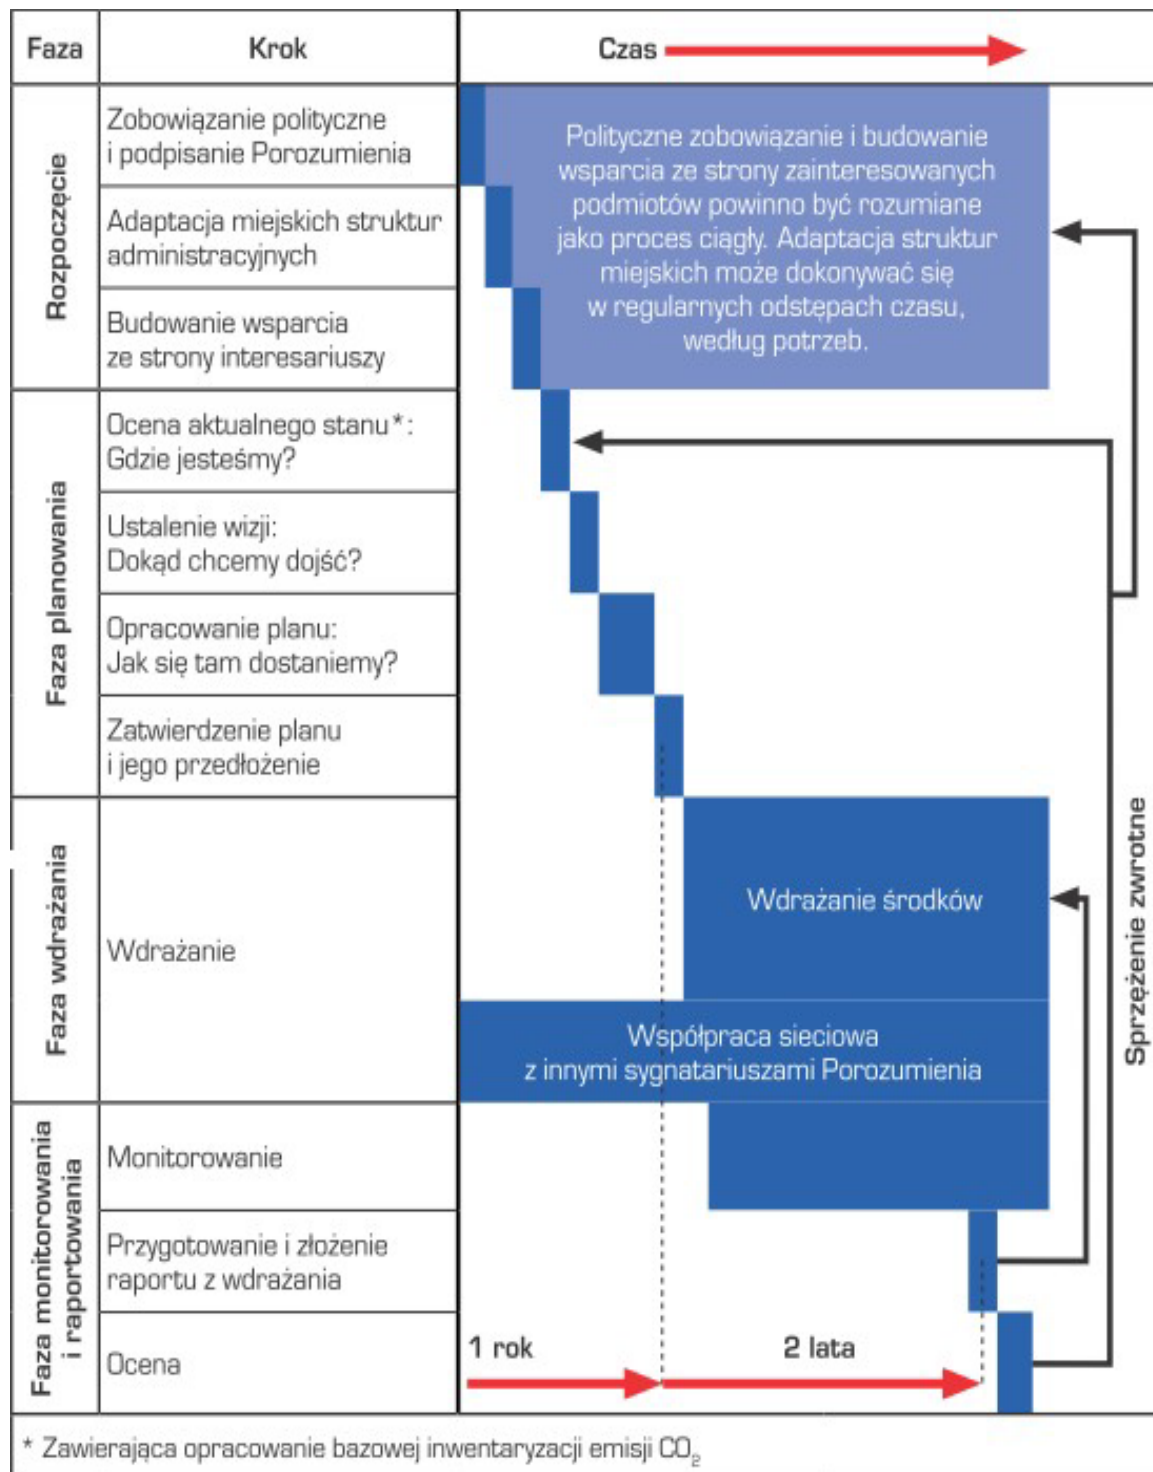 Faza
Krok
Czas
Rozpoczęcie
Zobowiązanie polityczne
i podpisanie Porozumienia
Adaptacja miejskich struktur
administracyjnych
Budowanie wsparcia
ze strony interesariuszy
Polityczne zobowiązanie i budowanie
wsparcia ze strony zainteresowanych
podmiotów powinno być rozumiane
jako proces ciągły. Adaptacja struktur
miejskich może dokonywać się
w regularnych odstępach czasu,
według potrzeb.
Faza planowania
Ocena aktualnego stanu*:
Gdzie jesteśmy?
Ustalenie wizji:
Dokąd chcemy dojść?
Opracowanie planu:
Jak się tam dostaniemy?
Zatwierdzenie planu
i jego przedłożenie
Faza wdrażania
Wdrażanie
Wdrażanie środków
Współpraca sieciowa
z innymi sygnatariuszami Porozumienia
Sprzężenie zwrotne
Faza monitorowania
i raportowania
Monitorowanie
Przygotowanie i złożenie
raportu z wdrażania
Ocena
1 rok
2 lata
* Zawierająca opracowanie bazowej inwentaryzacji emisji CO₂